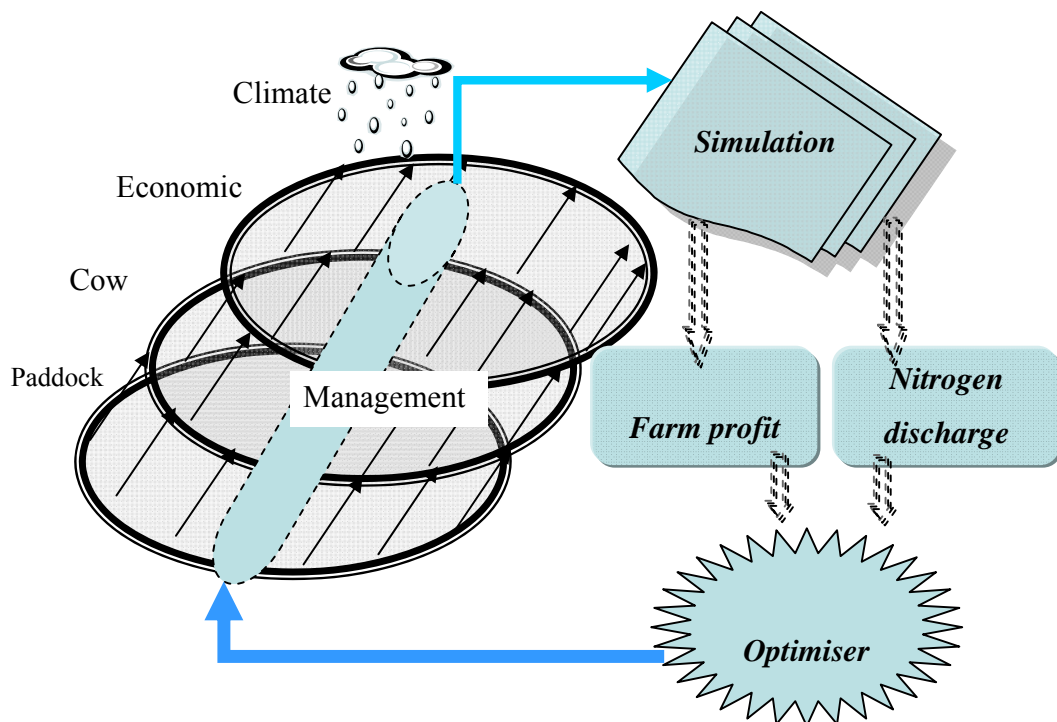 Climate
Simulation
Economic
Cow
Paddock
Management
Farm profit
Nitrogen
discharge
Optimiser